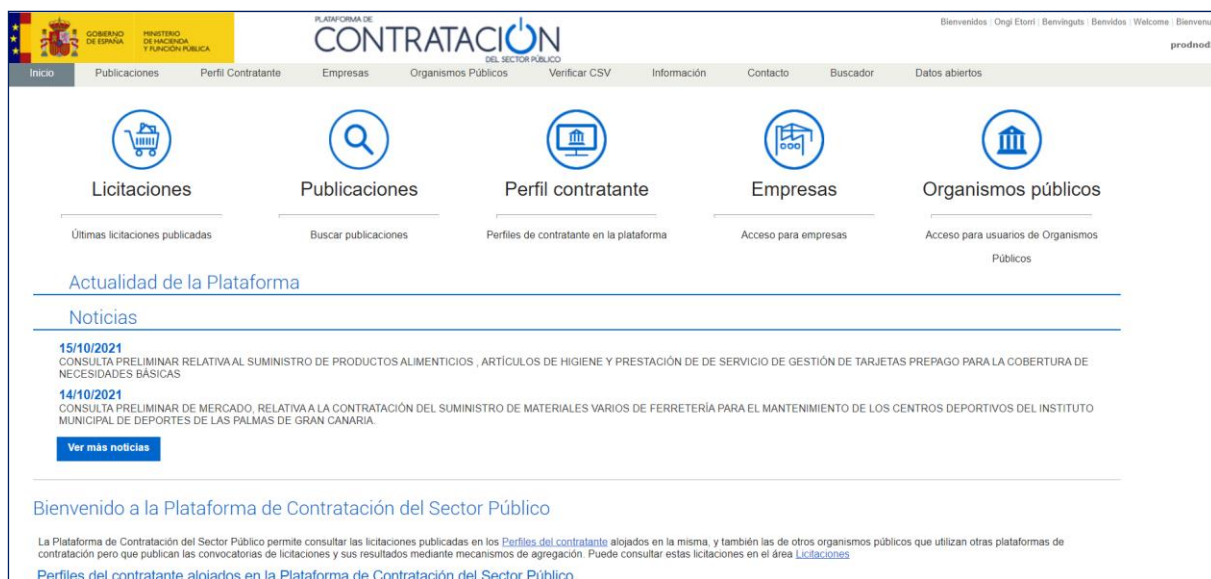 GOBIERNO DE ESPAÑA
MINISTERIO DE HACIENDA Y FUNCIÓN PÚBLICA
PLATAFORMA DE
CONTRATACIÓN
DEL SECTOR PÚBLICO
Bienvenidos | Ongi Etorri | Benvinguts | Benvidos | Welcome | Bienvenu
prodnod
Inicio Publicaciones Perfil Contratante Empresas Organismos Públicos Verificar CSV Información Contacto Buscador Datos abiertos
Licitaciones Publicaciones Perfil contratante Empresas Organismos públicos
Últimas licitaciones publicadas Buscar publicaciones Perfiles de contratante en la plataforma Acceso para empresas Acceso para usuarios de Organismos
Públicos
Actualidad de la Plataforma
Noticias
15/10/2021
CONSULTA PRELIMINAR RELATIVA AL SUMINISTRO DE PRODUCTOS ALIMENTICIOS , ARTÍCULOS DE HIGIENE Y PRESTACIÓN DE DE SERVICIO DE GESTIÓN DE TARJETAS PREPAGO PARA LA COBERTURA DE
NECESIDADES BÁSICAS
14/10/2021
CONSULTA PRELIMINAR DE MERCADO, RELATIVA A LA CONTRATACIÓN DEL SUMINISTRO DE MATERIALES VARIOS DE FERRETERÍA PARA EL MANTENIMIENTO DE LOS CENTROS DEPORTIVOS DEL INSTITUTO
MUNICIPAL DE DEPORTES DE LAS PALMAS DE GRAN CANARIA.
Ver más noticias
Bienvenido a la Plataforma de Contratación del Sector Público
La Plataforma de Contratación del Sector Público permite consultar las licitaciones publicadas en los Perfiles del contratante alojados en la misma, y también las de otros organismos públicos que utilizan otras plataformas de
contratación pero que publican las convocatorias de licitaciones y sus resultados mediante mecanismos de agregación. Puede consultar estas licitaciones en el área Licitaciones
Perfiles del contratante alojados en la Plataforma de Contratación del Sector Público